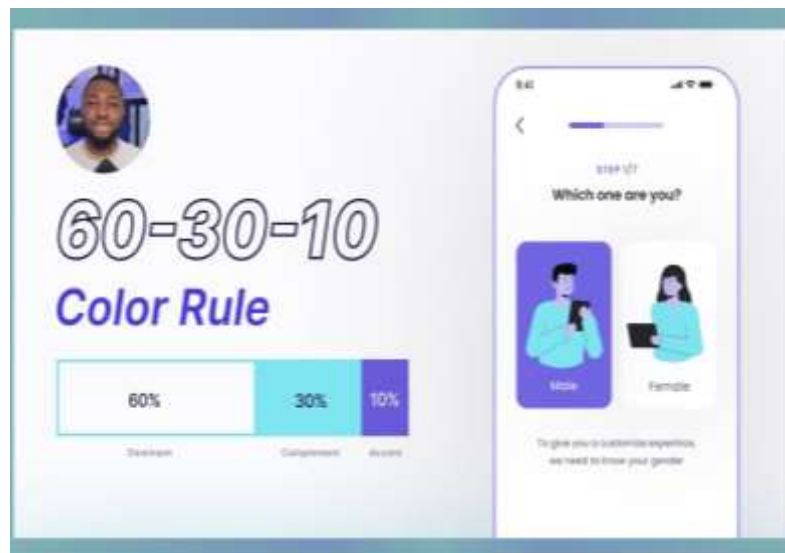 60-30-10
Color Rule
60%
30%
10%
Dominant
Complement
Accent
9:41
STEP 1/7
Which one are you?
Male
Female
To give you a customize experience,
we need to know your gender